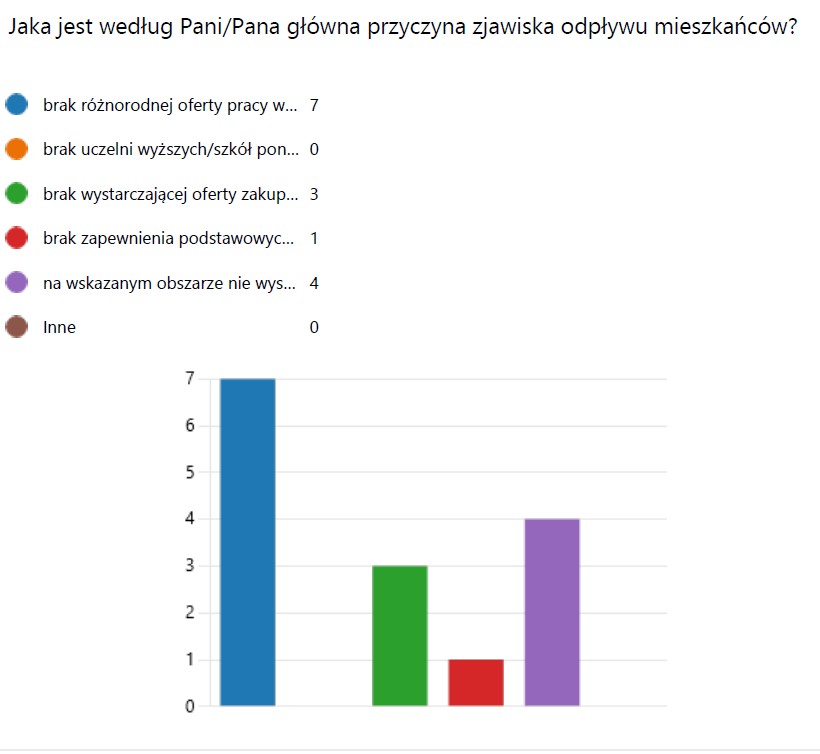 Jaka jest według Pani/Pana główna przyczyna zjawiska odpływu mieszkańców?
brak różnorodnej oferty pracy w... 7
brak uczelni wyższych/szkół pon... 0
brak wystarczającej oferty zakup... 3
brak zapewnienia podstawowyc... 1
na wskazanym obszarze nie wys... 4
Inne 0
7
6
5
4
3
2
1
0